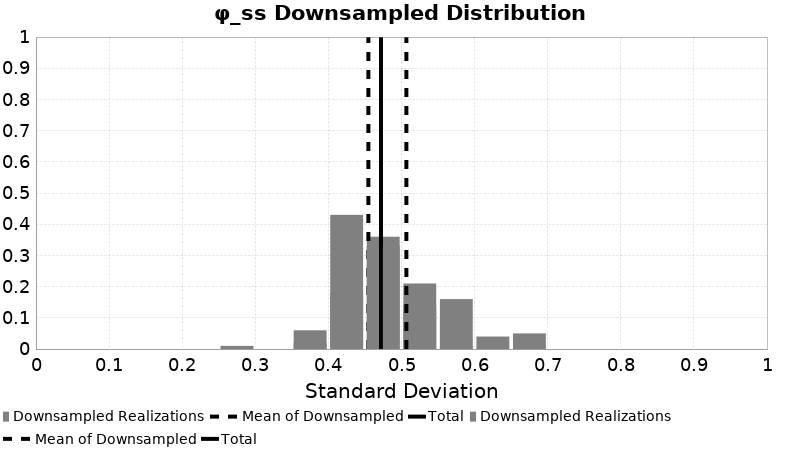 φ_ss Downsampled Distribution
1
0.9
0.8
0.7
0.6
0.5
0.4
0.3
0.2
0.1
0
0 0.1 0.2 0.3 0.4 0.5 0.6 0.7 0.8 0.9 1
Standard Deviation
Downsampled Realizations Mean of Downsampled Total Downsampled Realizations
Mean of Downsampled Total